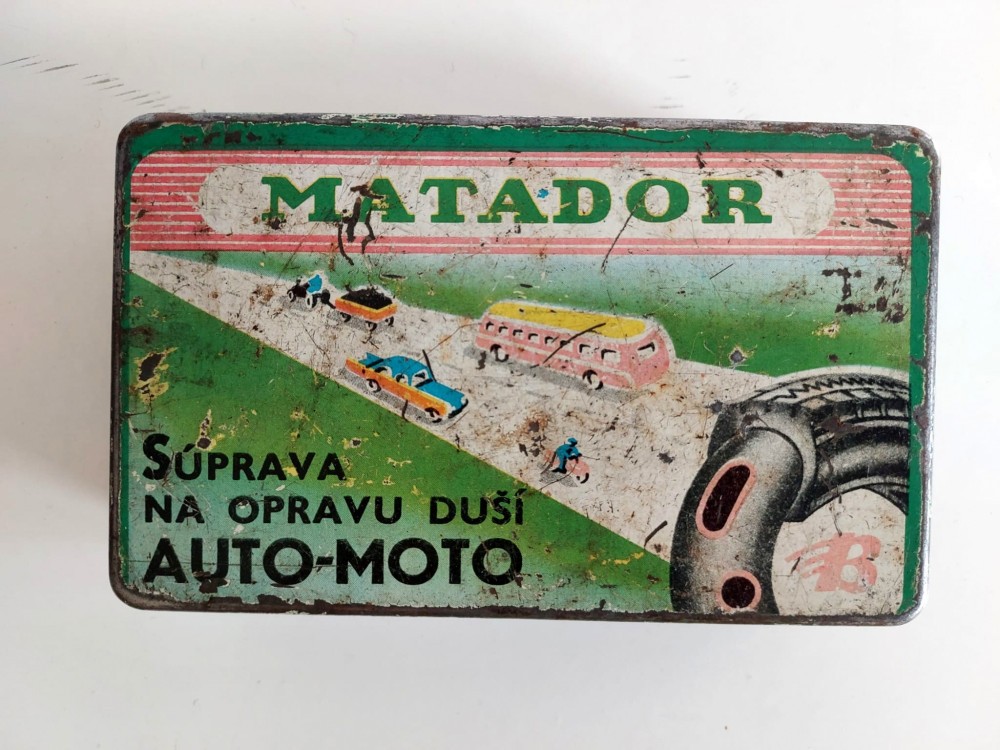 MATADOR
SÚPRAVA
NA OPRAVU DUŠÍ
AUTO-MOTO
B